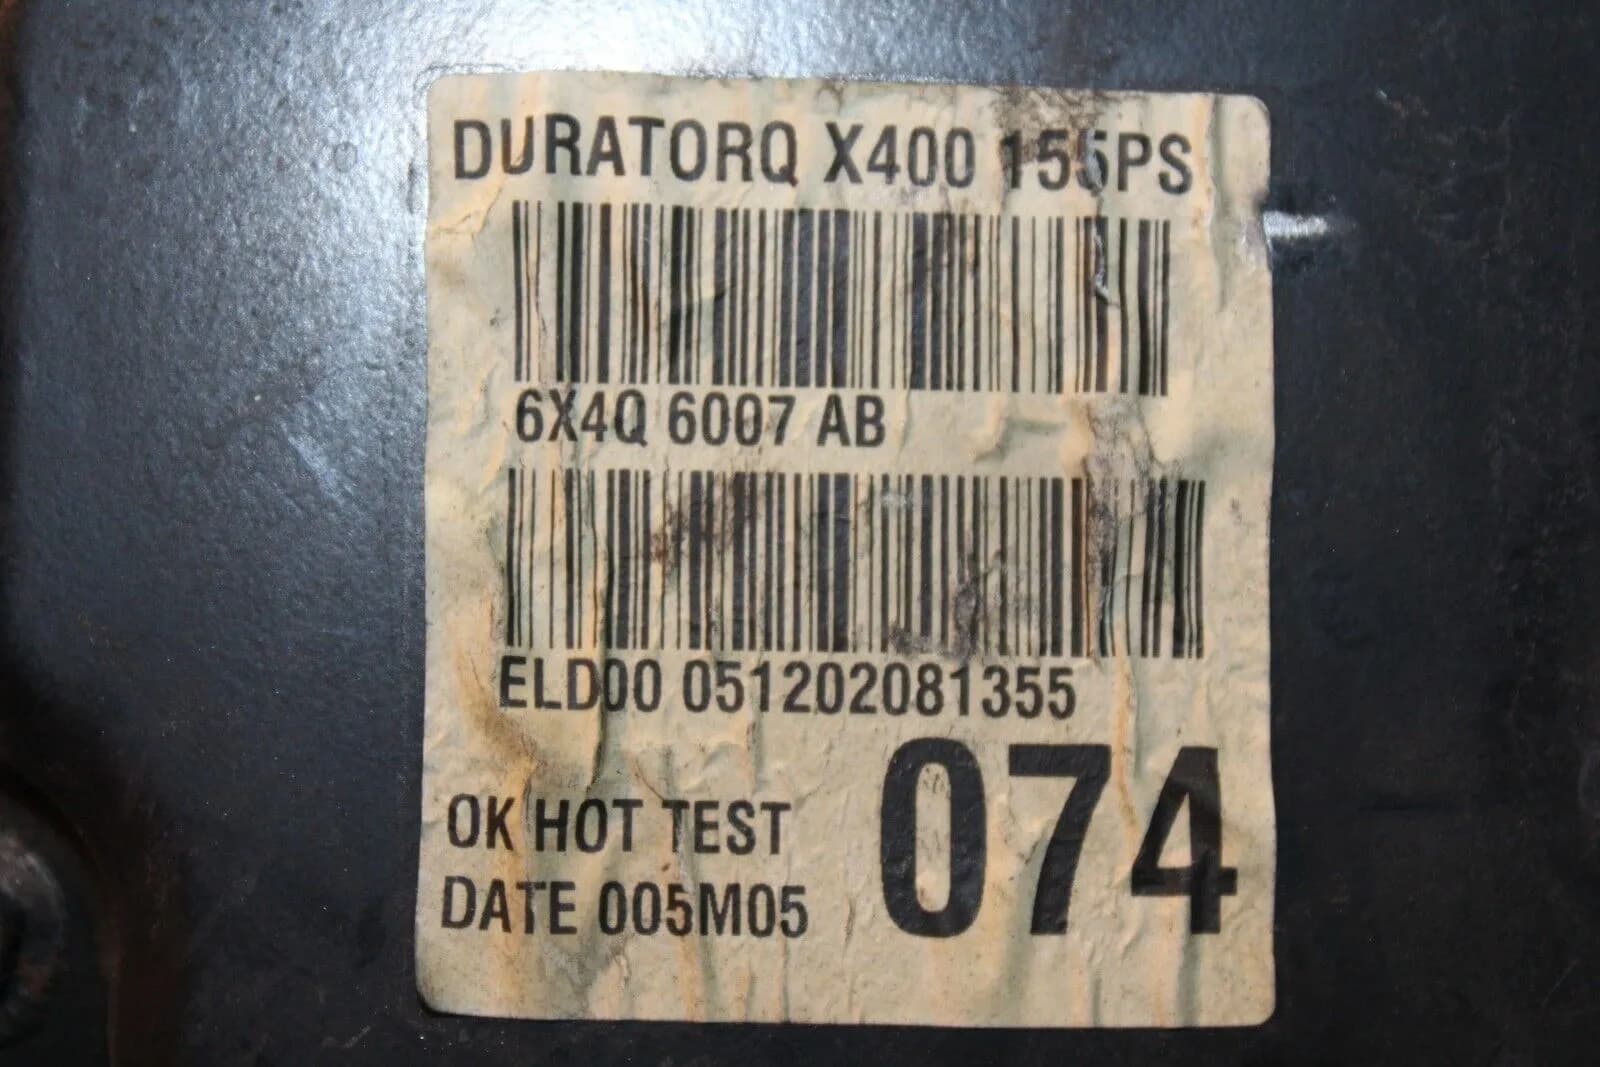 DURATORQ X400 155PS
6X4Q 6007 AB
ELD00 051202081355
074
OK HOT TEST
DATE 005M05